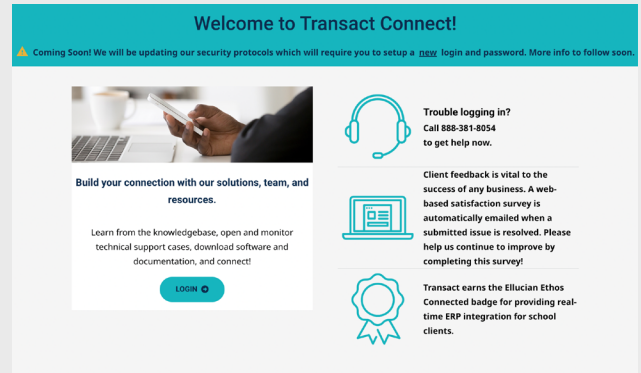 Welcome to Transact Connect!
Coming Soon! We will be updating our security protocols which will require you to setup a new login and password. More info to follow soon.
Build your connection with our solutions, team, and
resources.
Learn from the knowledgebase, open and monitor
technical support cases, download software and
documentation, and connect!
LOGIN
Trouble logging in?
Call 888-381-8054
to get help now.
Client feedback is vital to the
success of any business. A web-
based satisfaction survey is
automatically emailed when a
submitted issue is resolved. Please
help us continue to improve by
completing this survey!
Transact earns the Ellucian Ethos
Connected badge for providing real-
time ERP integration for school
clients.